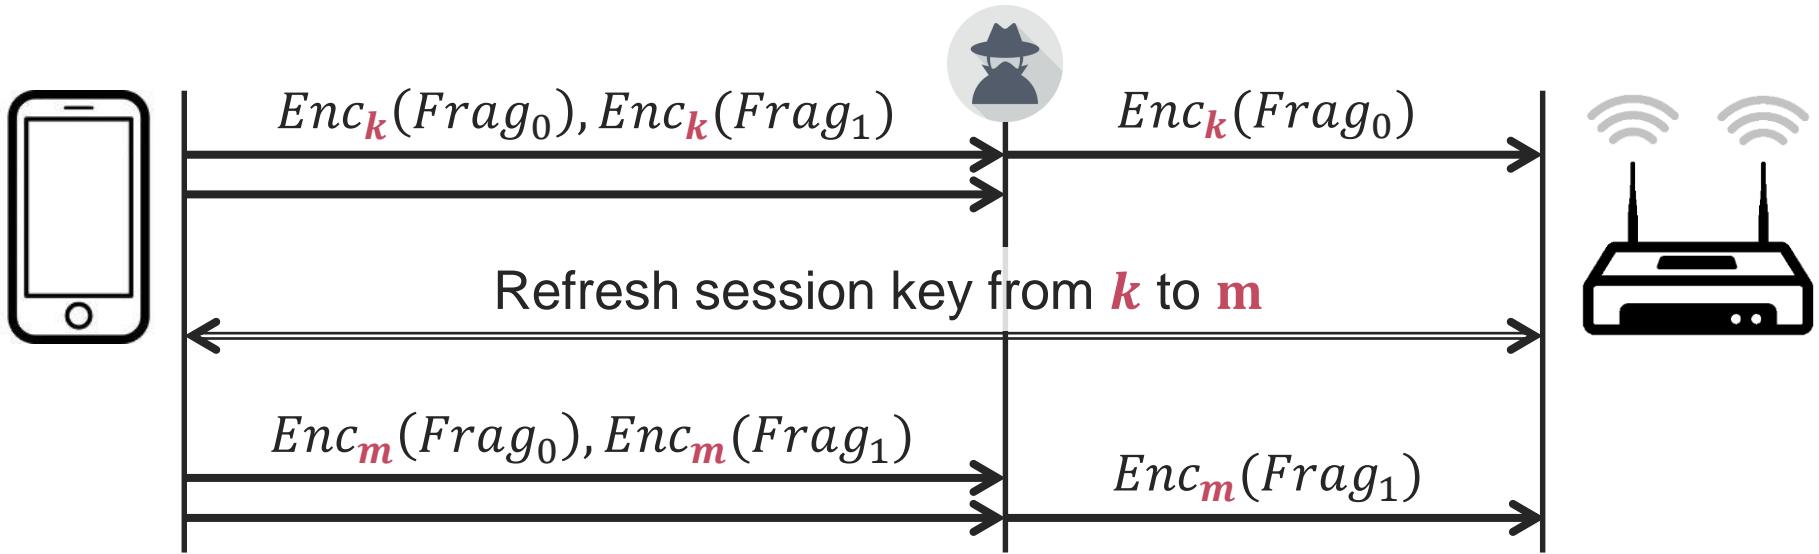 Enc_k(Frag_0), Enc_k(Frag_1)
Enc_k(Frag_0)
Refresh session key from k to m
Enc_m(Frag_0), Enc_m(Frag_1)
Enc_m(Frag_1)